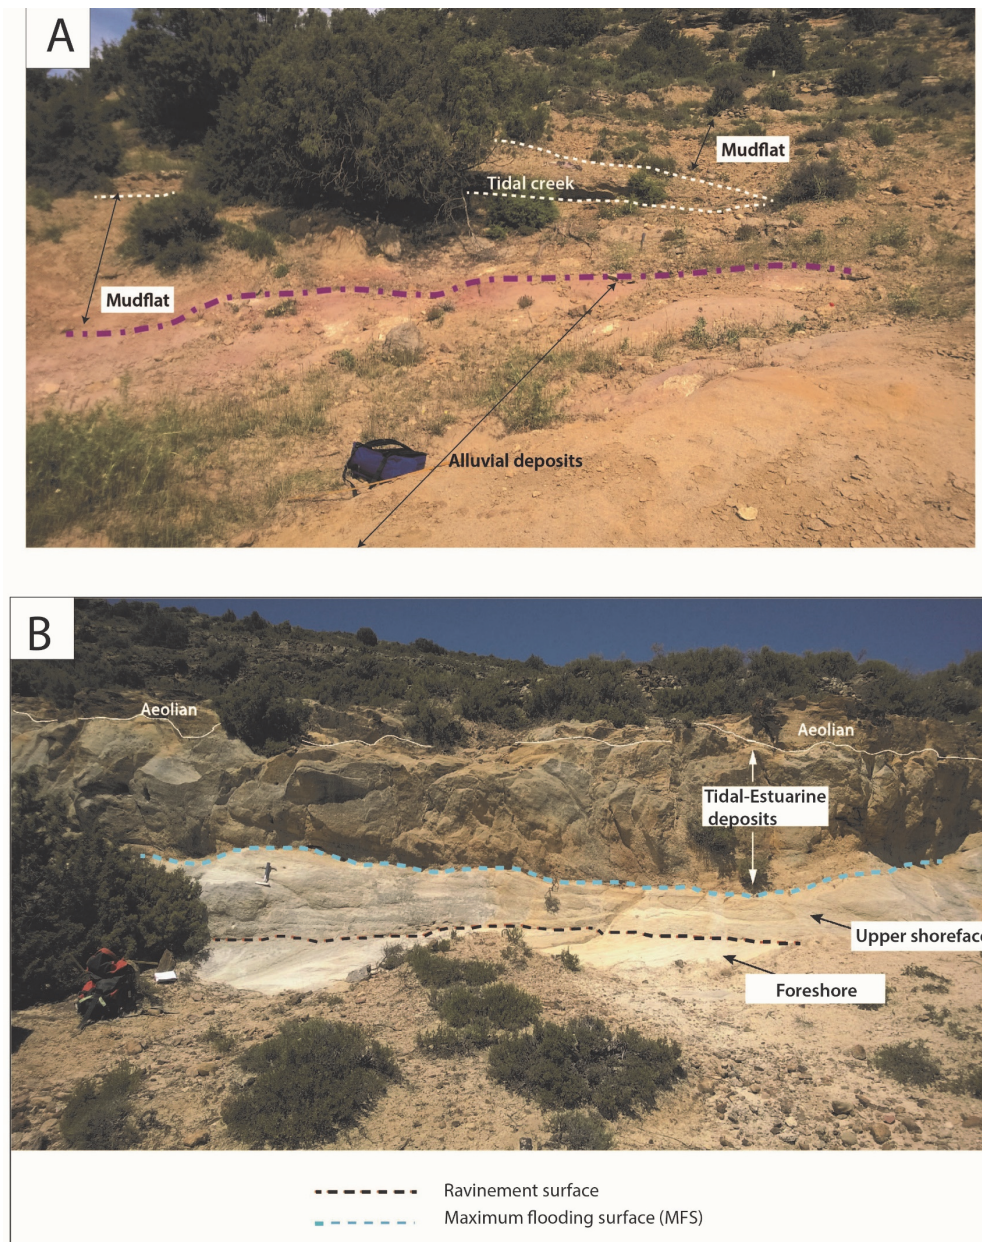 A
Mudflat
Tidal creek
Mudflat
Alluvial deposits
B
Aeolian
Aeolian
Tidal-Estuarine
deposits
Upper shoreface
Foreshore
Ravinement surface
Maximum flooding surface (MFS)